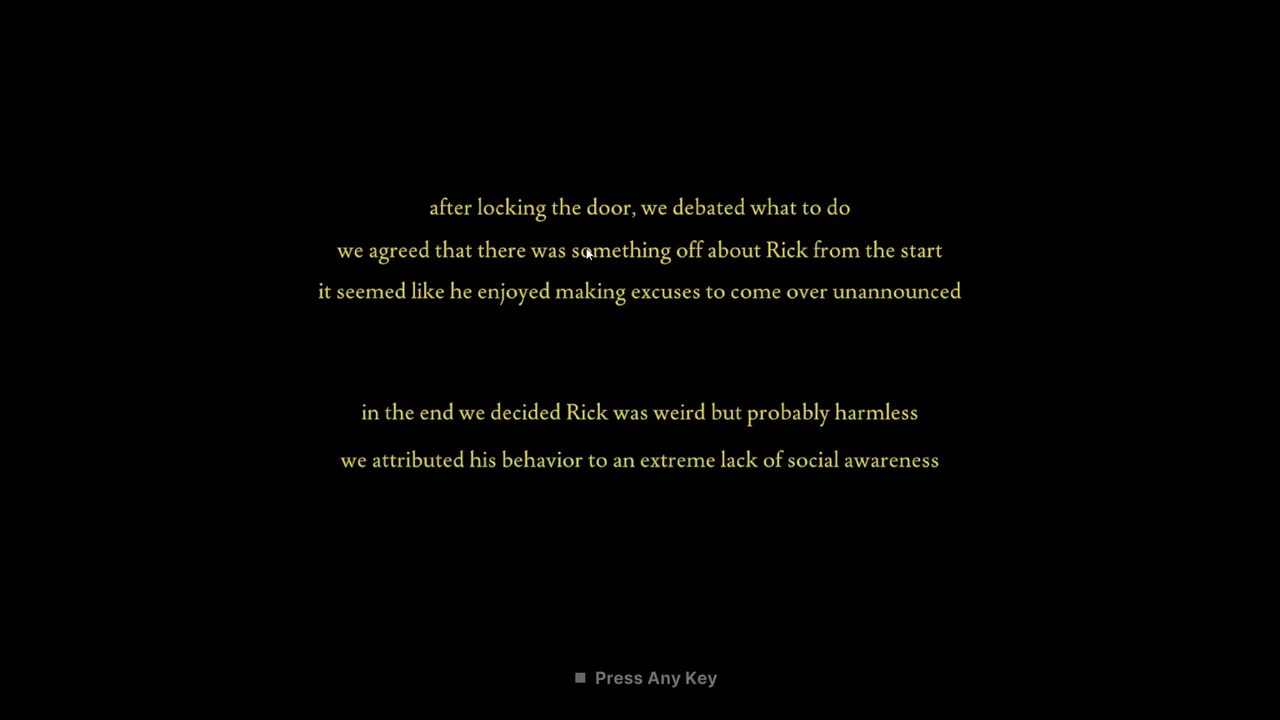 after locking the door, we debated what to do
we agreed that there was something off about Rick from the start
it seemed like he enjoyed making excuses to come over unannounced
in the end we decided Rick was weird but probably harmless
we attributed his behavior to an extreme lack of social awareness
Press Any Key